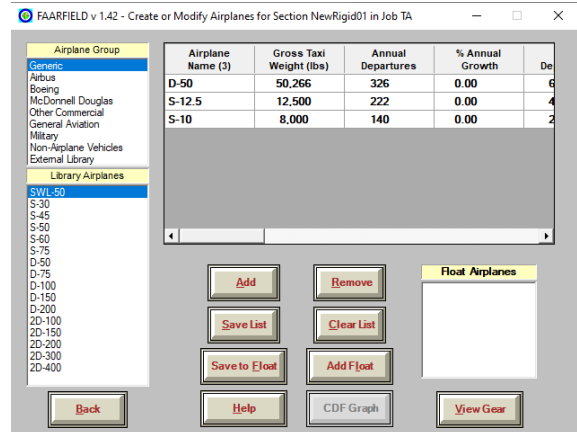 FAARFIELD v 1.42 - Create or Modify Airplanes for Section NewRigid01 in Job TA
Airplane Group
Generic
Airbus
Boeing
McDonnell Douglas
Other Commercial
General Aviation
Military
Non-Airplane Vehicles
External Library
Library Airplanes
SWL-50
S-30
S-45
S-50
S-60
S-75
D-50
D-75
D-100
D-150
D-200
2D-100
2D-150
2D-200
2D-300
2D-400
Airplane Gross Taxi Annual % Annual
Name (3) Weight (lbs) Departures Growth De
D-50 50,266 326 0.00 6
S-12.5 12,500 222 0.00 4
S-10 8,000 140 0.00 2
Add Remove
Save List Clear List
Save to Float Add Float
Float Airplanes
Back Help CDF Graph View Gear